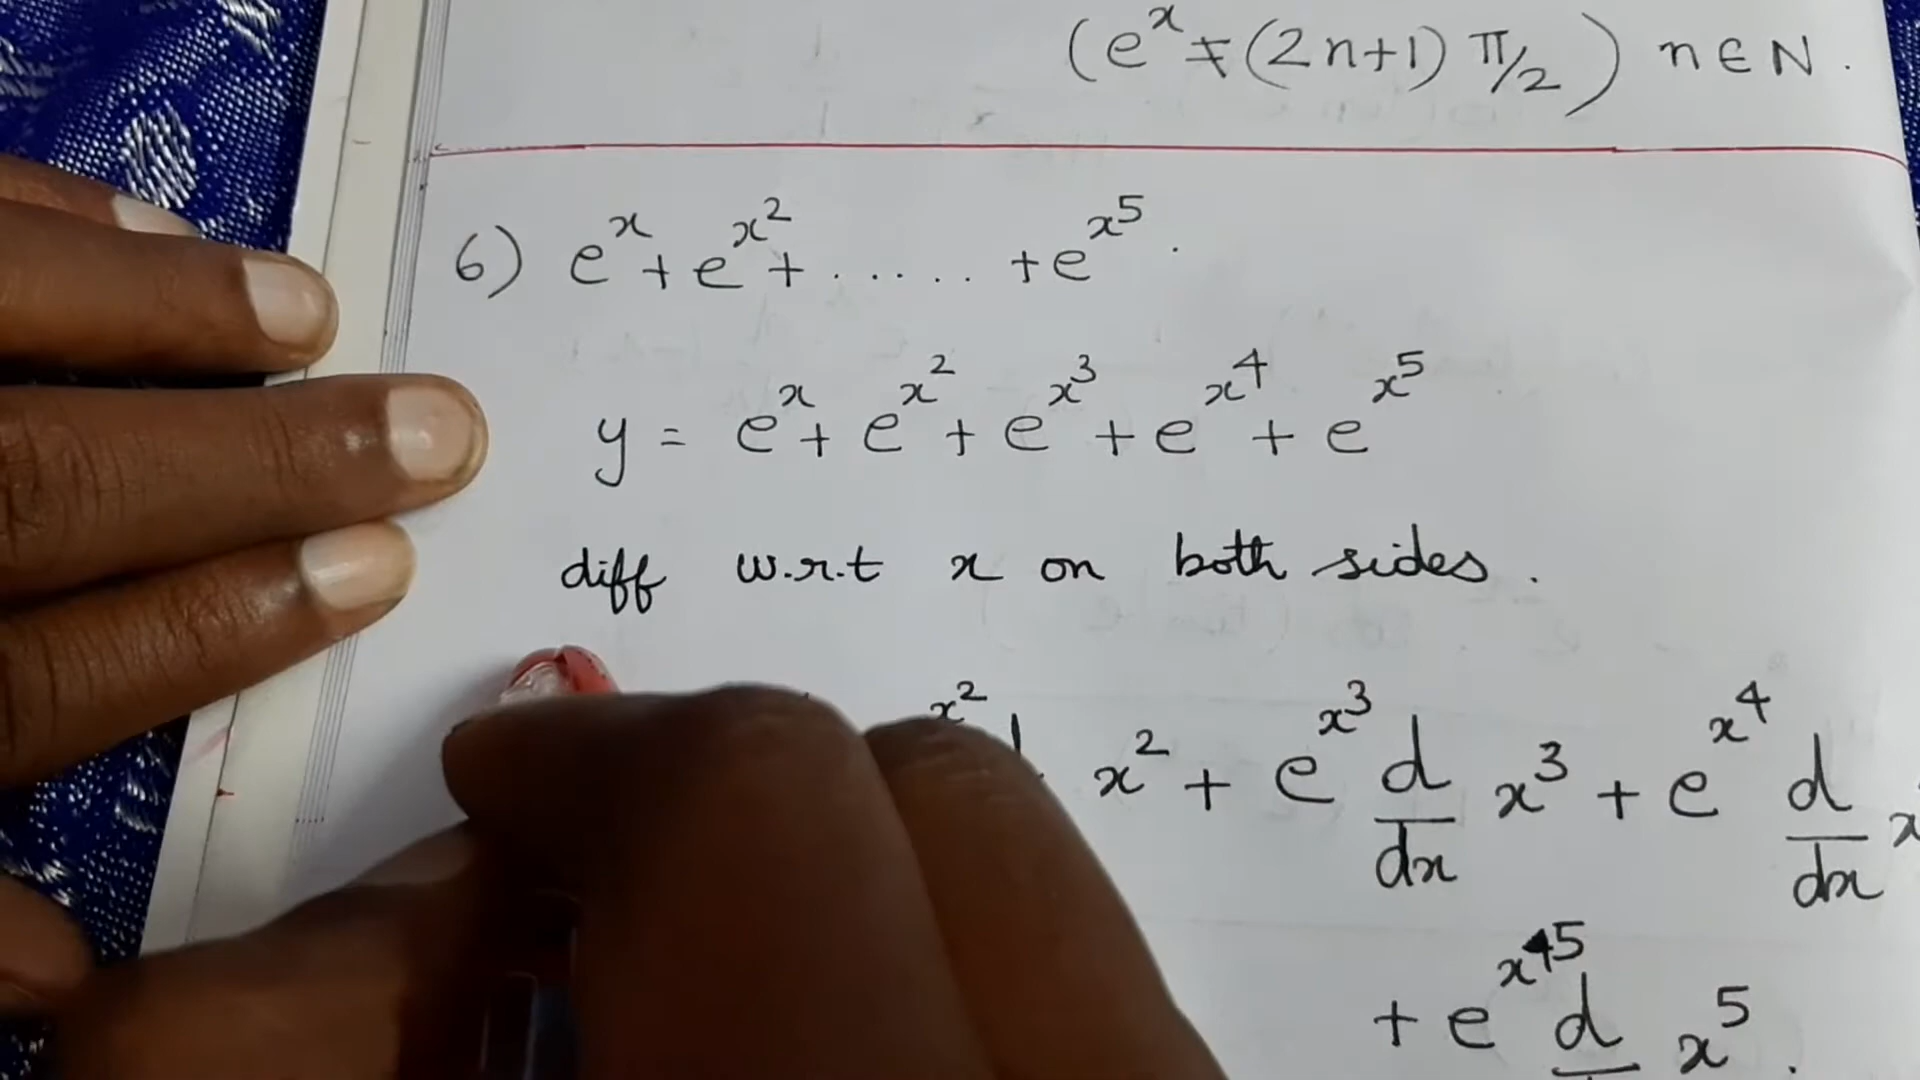 (e^x ≠ (2n+1) π/2) n ∈ N.
6) e^x + e^x^2 + ..... + e^x^5.
y = e^x + e^x^2 + e^x^3 + e^x^4 + e^x^5
diff w.r.t x on both sides.
x^2 x^2 + e^x^3 d/dx x^3 + e^x^4 d/dx x
+ e^x^5 d x^5.